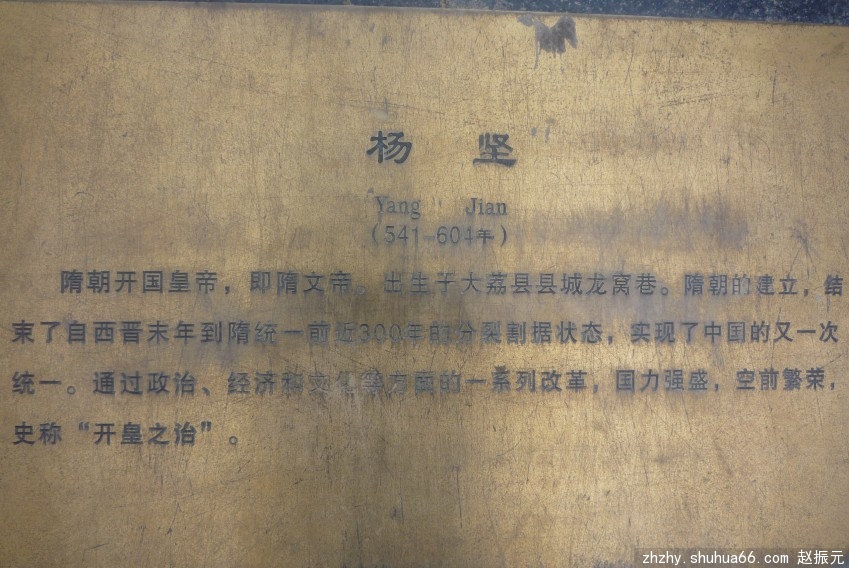 杨 坚
Yang Jian
(541-604年)
隋朝开国皇帝，即隋文帝。出生于大荔县县城龙窝巷。隋朝的建立，结
束了自西晋末年到隋统一前近300年的分裂割据状态，实现了中国的又一次
统一。通过政治、经济和文化等方面的一系列改革，国力强盛，空前繁荣，
史称“开皇之治”。
zhzhy.shuhua66.com 赵振元